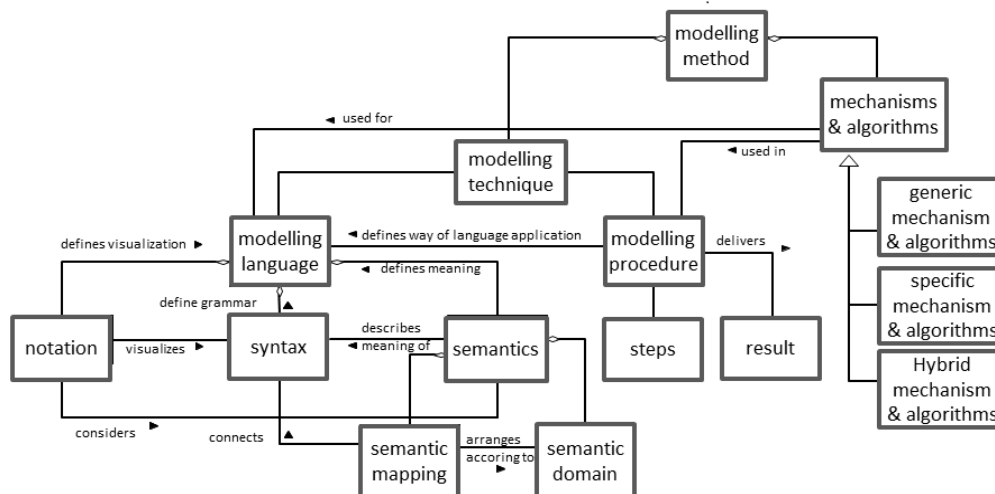 modelling
method
mechanisms
& algorithms
used for
used in
modelling
technique
generic
mechanism
& algorithms
defines visualization
modelling
language
defines way of language application
modelling
procedure
delivers
defines meaning
specific
mechanism
& algorithms
define grammar
notation
visualizes
syntax
describes
meaning of
semantics
steps
result
Hybrid
mechanism
& algorithms
considers
connects
semantic
mapping
arranges
accoring to
semantic
domain